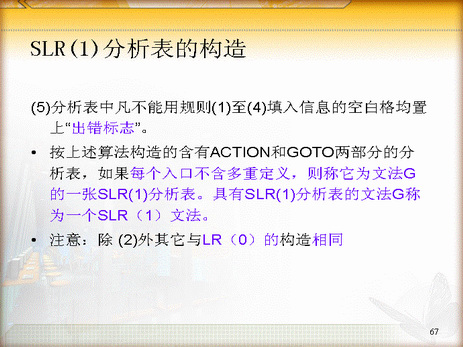 SLR(1)分析表的构造
(5)分析表中凡不能用规则(1)至(4)填入信息的空白格均置
上“出错标志”。
• 按上述算法构造的含有ACTION和GOTO两部分的分
析表，如果每个入口不含多重定义，则称它为文法G
的一张SLR(1)分析表。具有SLR(1)分析表的文法G称
为一个SLR（1）文法。
• 注意：除 (2)外其它与LR（0）的构造相同
67